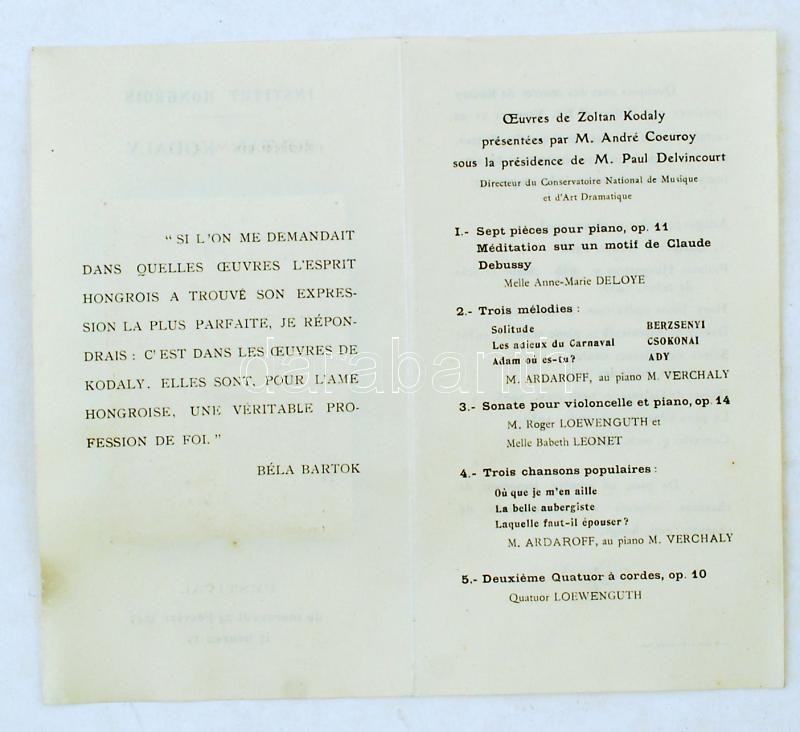 " SI L'ON ME DEMANDAIT
DANS QUELLES ŒUVRES L'ESPRIT
HONGROIS A TROUVÉ SON EXPRES-
SION LA PLUS PARFAITE, JE RÉPON-
DRAIS : C'EST DANS LES ŒUVRES DE
KODALY. ELLES SONT, POUR L'AME
HONGROISE, UNE VÉRITABLE PRO-
FESSION DE FOI. "
BÉLA BARTOK
Œuvres de Zoltan Kodaly
présentées par M. André Coeuroy
sous la présidence de M. Paul Delvincourt
Directeur du Conservatoire National de Musique
et d'Art Dramatique
1.- Sept pièces pour piano, op. 11
Méditation sur un motif de Claude
Debussy
Melle Anne-Marie DELOYE
2.- Trois mélodies :
Solitude BERZSENYI
Les adieux du Carnaval CSOKONAI
Adam où es-tu? ADY
M. ARDAROFF, au piano M. VERCHALY
3.- Sonate pour violoncelle et piano, op. 14
M. Roger LOEWENGUTH et
Melle Babeth LEONET
4.- Trois chansons populaires :
Où que je m'en aille
La belle aubergiste
Laquelle faut-il épouser?
M. ARDAROFF, au piano M. VERCHALY
5.- Deuxième Quatuor à cordes, op. 10
Quatuor LOEWENGUTH
darabanth